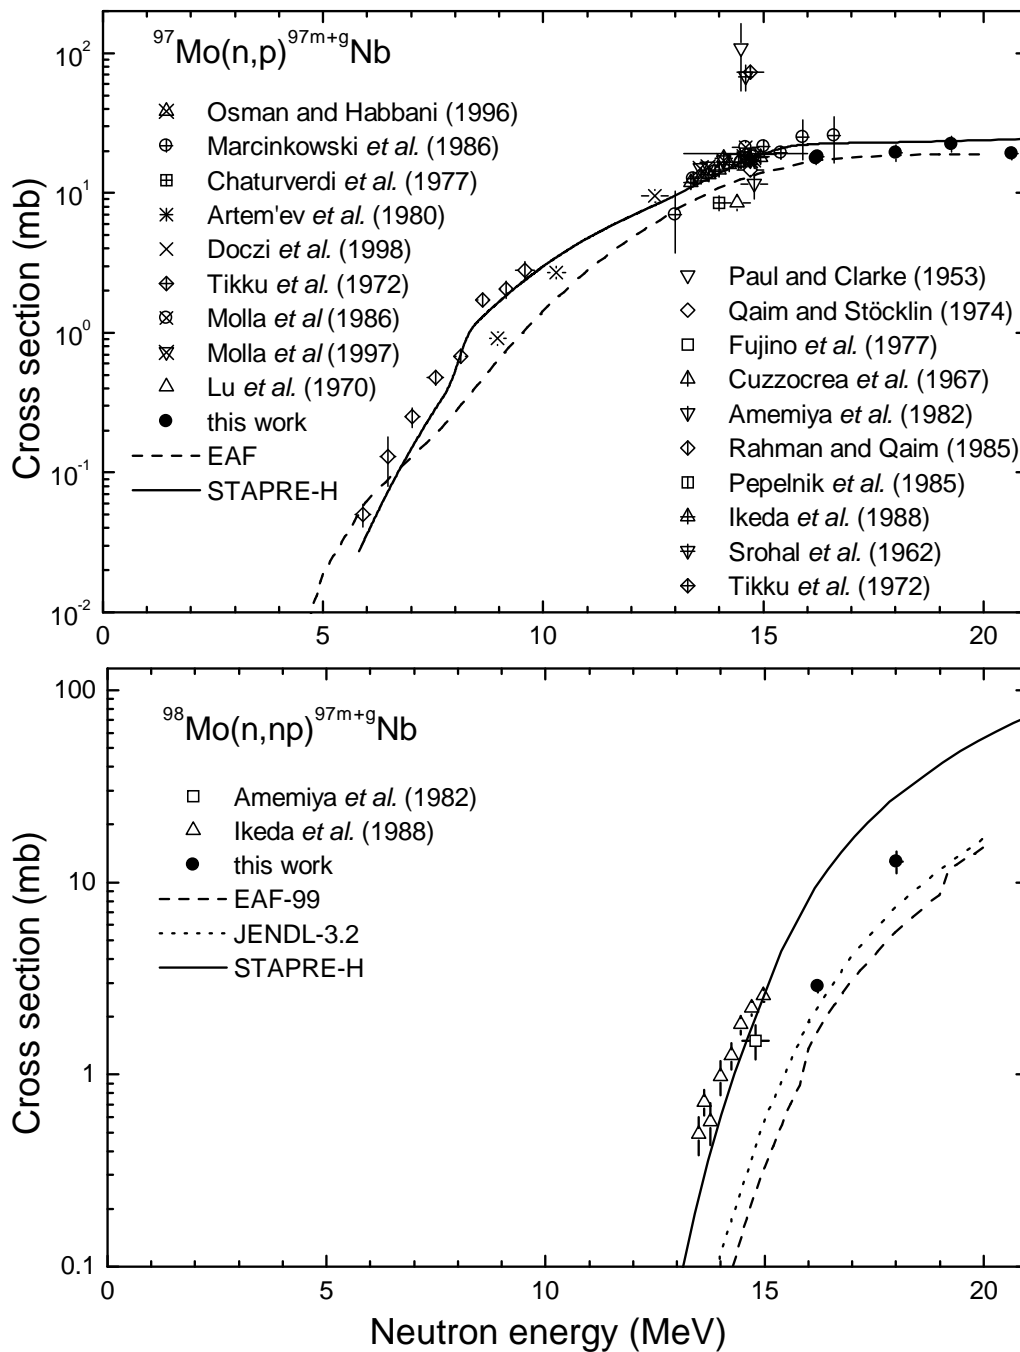 97Mo(n,p)97m+gNb
Osman and Habbani (1996)
Marcinkowski et al. (1986)
Chaturverdi et al. (1977)
Artem'ev et al. (1980)
Doczi et al. (1998)
Tikku et al. (1972)
Molla et al (1986)
Molla et al (1997)
Lu et al. (1970)
this work
EAF
STAPRE-H
Paul and Clarke (1953)
Qaim and Stöcklin (1974)
Fujino et al. (1977)
Cuzzocrea et al. (1967)
Amemiya et al. (1982)
Rahman and Qaim (1985)
Pepelnik et al. (1985)
Ikeda et al. (1988)
Srohal et al. (1962)
Tikku et al. (1972)
Cross section (mb)
10^2
10^1
10^0
10^-1
10^-2
0 5 10 15 20
98Mo(n,np)97m+gNb
Amemiya et al. (1982)
Ikeda et al. (1988)
this work
EAF-99
JENDL-3.2
STAPRE-H
Cross section (mb)
100
10
1
0.1
0 5 10 15 20
Neutron energy (MeV)